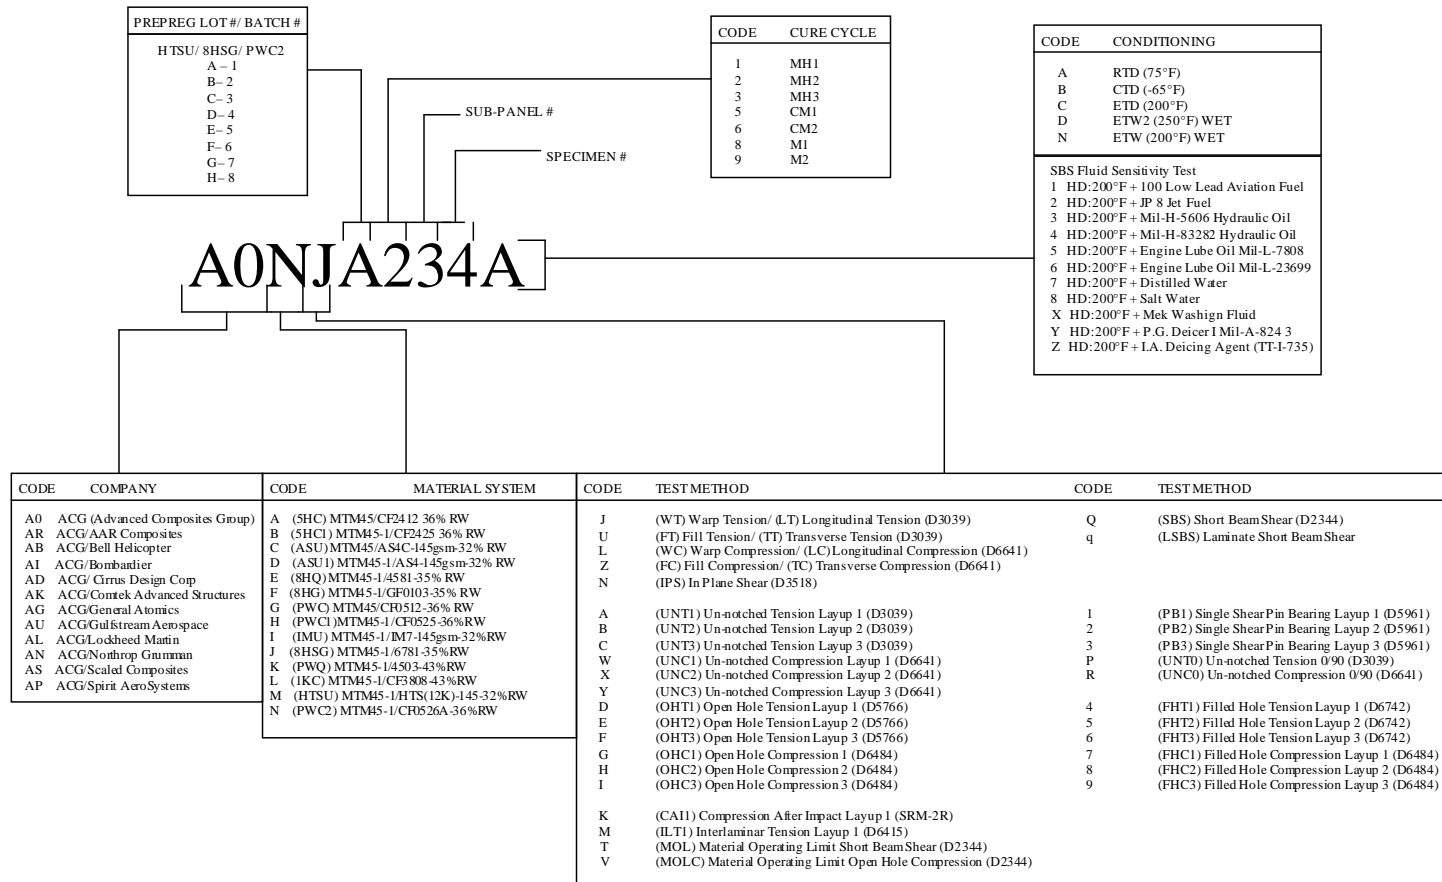 PREPREG LOT #/ BATCH #
HTSU/ 8HSG/ PWC2
A – 1
B– 2
C– 3
D– 4
E– 5
F– 6
G– 7
H– 8
CODE CURE CYCLE
1 MH1
2 MH2
3 MH3
5 CM1
6 CM2
8 M1
9 M2
SUB-PANEL #
SPECIMEN #
CODE CONDITIONING
A RTD (75°F)
B CTD (-65°F)
C ETD (200°F)
D ETW2 (250°F) WET
N ETW (200°F) WET
SBS Fluid Sensitivity Test
1 HD:200°F + 100 Low Lead Aviation Fuel
2 HD:200°F + JP 8 Jet Fuel
3 HD:200°F + Mil-H-5606 Hydraulic Oil
4 HD:200°F + Mil-H-83282 Hydraulic Oil
5 HD:200°F + Engine Lube Oil Mil-L-7808
6 HD:200°F + Engine Lube Oil Mil-L-23699
7 HD:200°F + Distilled Water
8 HD:200°F + Salt Water
X HD:200°F + Mek Washign Fluid
Y HD:200°F + P.G. Deicer I Mil-A-824 3
Z HD:200°F + I.A. Deicing Agent (TT-I-735)
A0NJA234A
CODE COMPANY
A0 ACG (Advanced Composites Group)
AR ACG/AAR Composites
AB ACG/Bell Helicopter
AI ACG/Bombardier
AD ACG/ Cirrus Design Corp
AK ACG/Comtek Advanced Structures
AG ACG/General Atomics
AU ACG/Gulfstream Aerospace
AL ACG/Lockheed Martin
AN ACG/Northrop Grumman
AS ACG/Scaled Composites
AP ACG/Spirit AeroSystems
CODE MATERIAL SYSTEM
A (5HC) MTM45/CF2412 36% RW
B (5HC1) MTM45-1/CF2425 36% RW
C (ASU) MTM45/AS4C-145gsm-32% RW
D (ASU1) MTM45-1/AS4-145gsm-32% RW
E (8HQ) MTM45-1/4581-35% RW
F (8HG) MTM45-1/GF0103-35% RW
G (PWC) MTM45/CF0512-36% RW
H (PWC1)MTM45-1/CF0525-36%RW
I (IMU) MTM45-1/IM7-145gsm-32%RW
J (8HSG) MTM45-1/6781-35%RW
K (PWQ) MTM45-1/4503-43%RW
L (1KC) MTM45-1/CF3808-43%RW
M (HTSU) MTM45-1/HTS(12K)-145-32%RW
N (PWC2) MTM45-1/CF0526A-36%RW
CODE TEST METHOD
J (WT) Warp Tension/ (LT) Longitudinal Tension (D3039)
U (FT) Fill Tension/ (TT) Transverse Tension (D3039)
L (WC) Warp Compression/ (LC) Longitudinal Compression (D6641)
Z (FC) Fill Compression/ (TC) Transverse Compression (D6641)
N (IPS) In Plane Shear (D3518)
A (UNT1) Un-notched Tension Layup 1 (D3039)
B (UNT2) Un-notched Tension Layup 2 (D3039)
C (UNT3) Un-notched Tension Layup 3 (D3039)
W (UNC1) Un-notched Compression Layup 1 (D6641)
X (UNC2) Un-notched Compression Layup 2 (D6641)
Y (UNC3) Un-notched Compression Layup 3 (D6641)
D (OHT1) Open Hole Tension Layup 1 (D5766)
E (OHT2) Open Hole Tension Layup 2 (D5766)
F (OHT3) Open Hole Tension Layup 3 (D5766)
G (OHC1) Open Hole Compression 1 (D6484)
H (OHC2) Open Hole Compression 2 (D6484)
I (OHC3) Open Hole Compression 3 (D6484)
K (CAI1) Compression After Impact Layup 1 (SRM-2R)
M (ILT1) Interlaminar Tension Layup 1 (D6415)
T (MOL) Material Operating Limit Short Beam Shear (D2344)
V (MOLC) Material Operating Limit Open Hole Compression (D2344)
CODE TEST METHOD
Q (SBS) Short Beam Shear (D2344)
q (LSBS) Laminate Short Beam Shear
1 (PB1) Single Shear Pin Bearing Layup 1 (D5961)
2 (PB2) Single Shear Pin Bearing Layup 2 (D5961)
3 (PB3) Single Shear Pin Bearing Layup 3 (D5961)
P (UNT0) Un-notched Tension 0/90 (D3039)
R (UNC0) Un-notched Compression 0/90 (D6641)
4 (FHT1) Filled Hole Tension Layup 1 (D6742)
5 (FHT2) Filled Hole Tension Layup 2 (D6742)
6 (FHT3) Filled Hole Tension Layup 3 (D6742)
7 (FHC1) Filled Hole Compression Layup 1 (D6484)
8 (FHC2) Filled Hole Compression Layup 2 (D6484)
9 (FHC3) Filled Hole Compression Layup 3 (D6484)